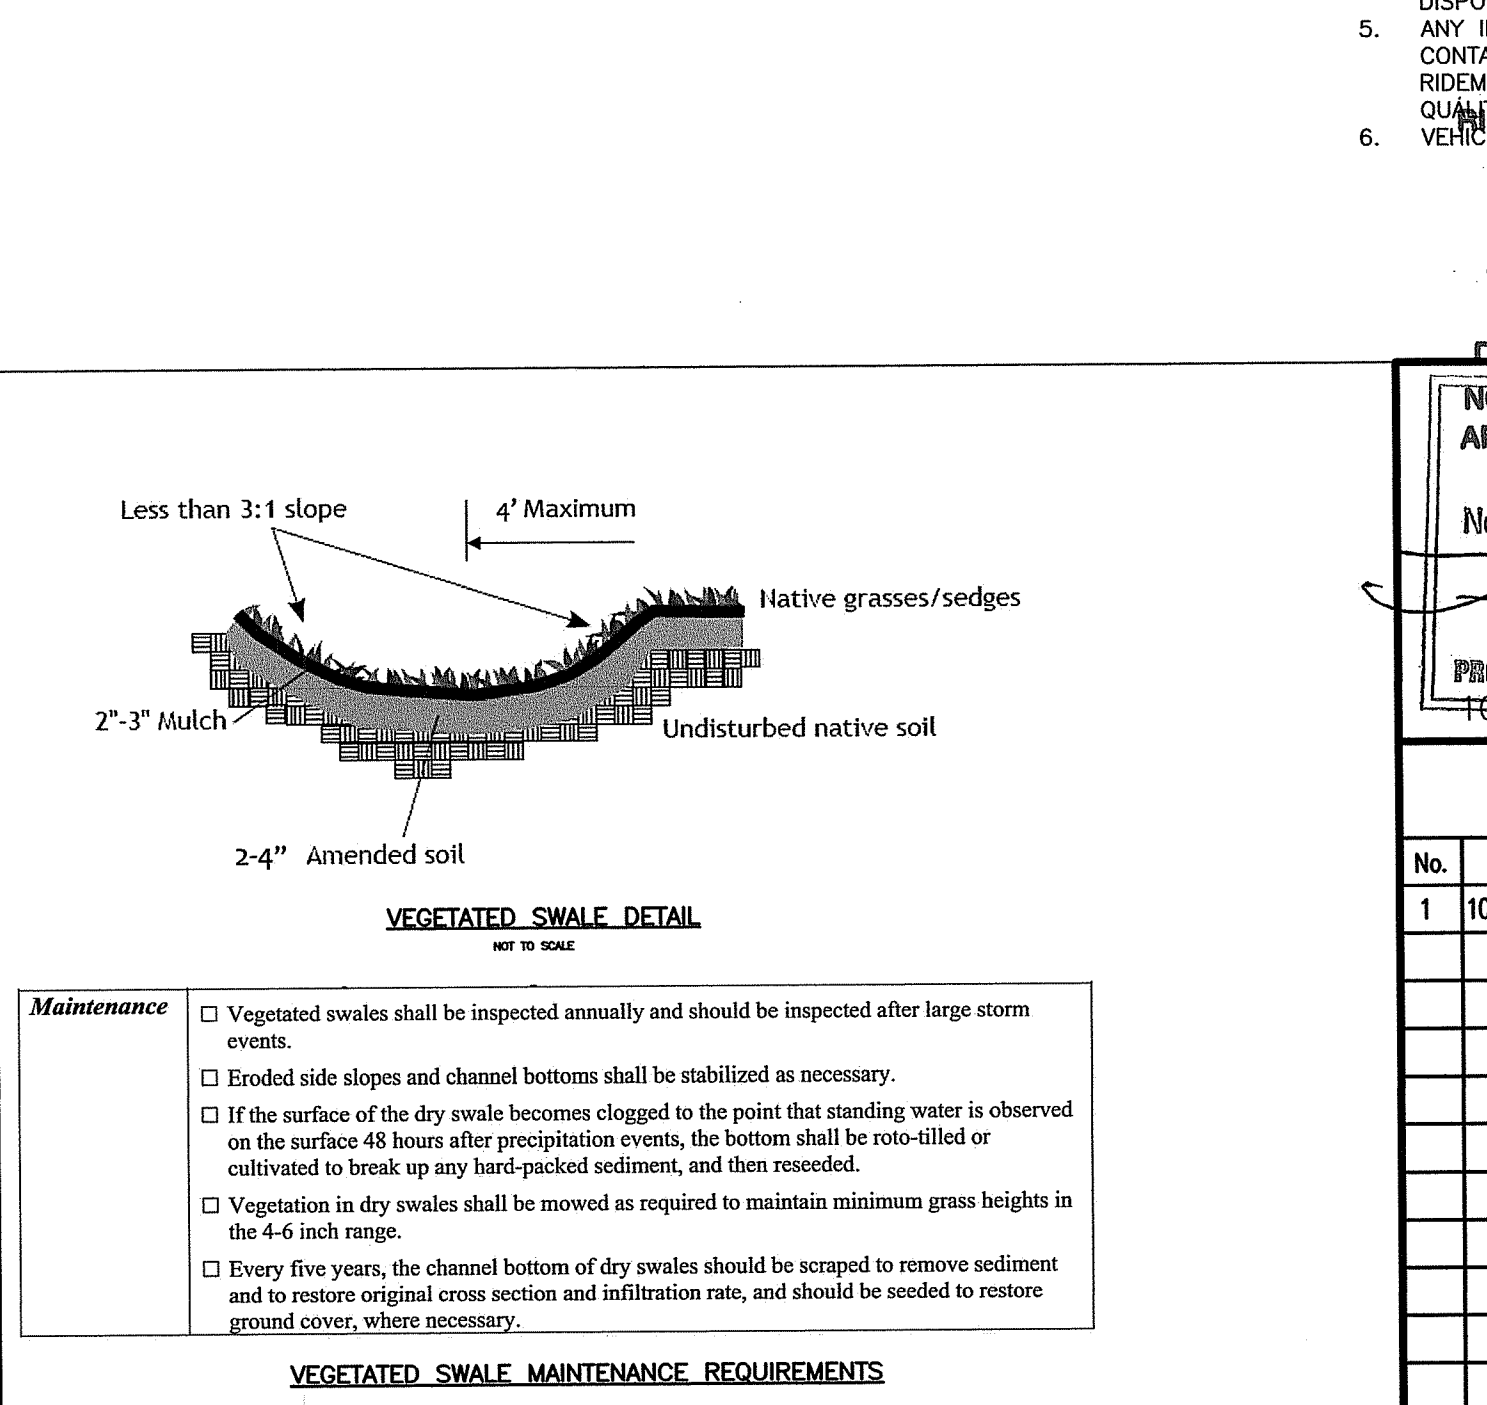 5. ANY
CONTA
RIDEM
6. VEHIC
Less than 3:1 slope
4' Maximum
Native grasses/sedges
2"-3" Mulch
Undisturbed native soil
2-4” Amended soil
VEGETATED SWALE DETAIL
NOT TO SCALE
Maintenance
☐ Vegetated swales shall be inspected annually and should be inspected after large storm
events.
☐ Eroded side slopes and channel bottoms shall be stabilized as necessary.
☐ If the surface of the dry swale becomes clogged to the point that standing water is observed
on the surface 48 hours after precipitation events, the bottom shall be roto-tilled or
cultivated to break up any hard-packed sediment, and then reseeded.
☐ Vegetation in dry swales shall be mowed as required to maintain minimum grass heights in
the 4-6 inch range.
☐ Every five years, the channel bottom of dry swales should be scraped to remove sediment
and to restore original cross section and infiltration rate, and should be seeded to restore
ground cover, where necessary.
VEGETATED SWALE MAINTENANCE REQUIREMENTS
No.
1 10